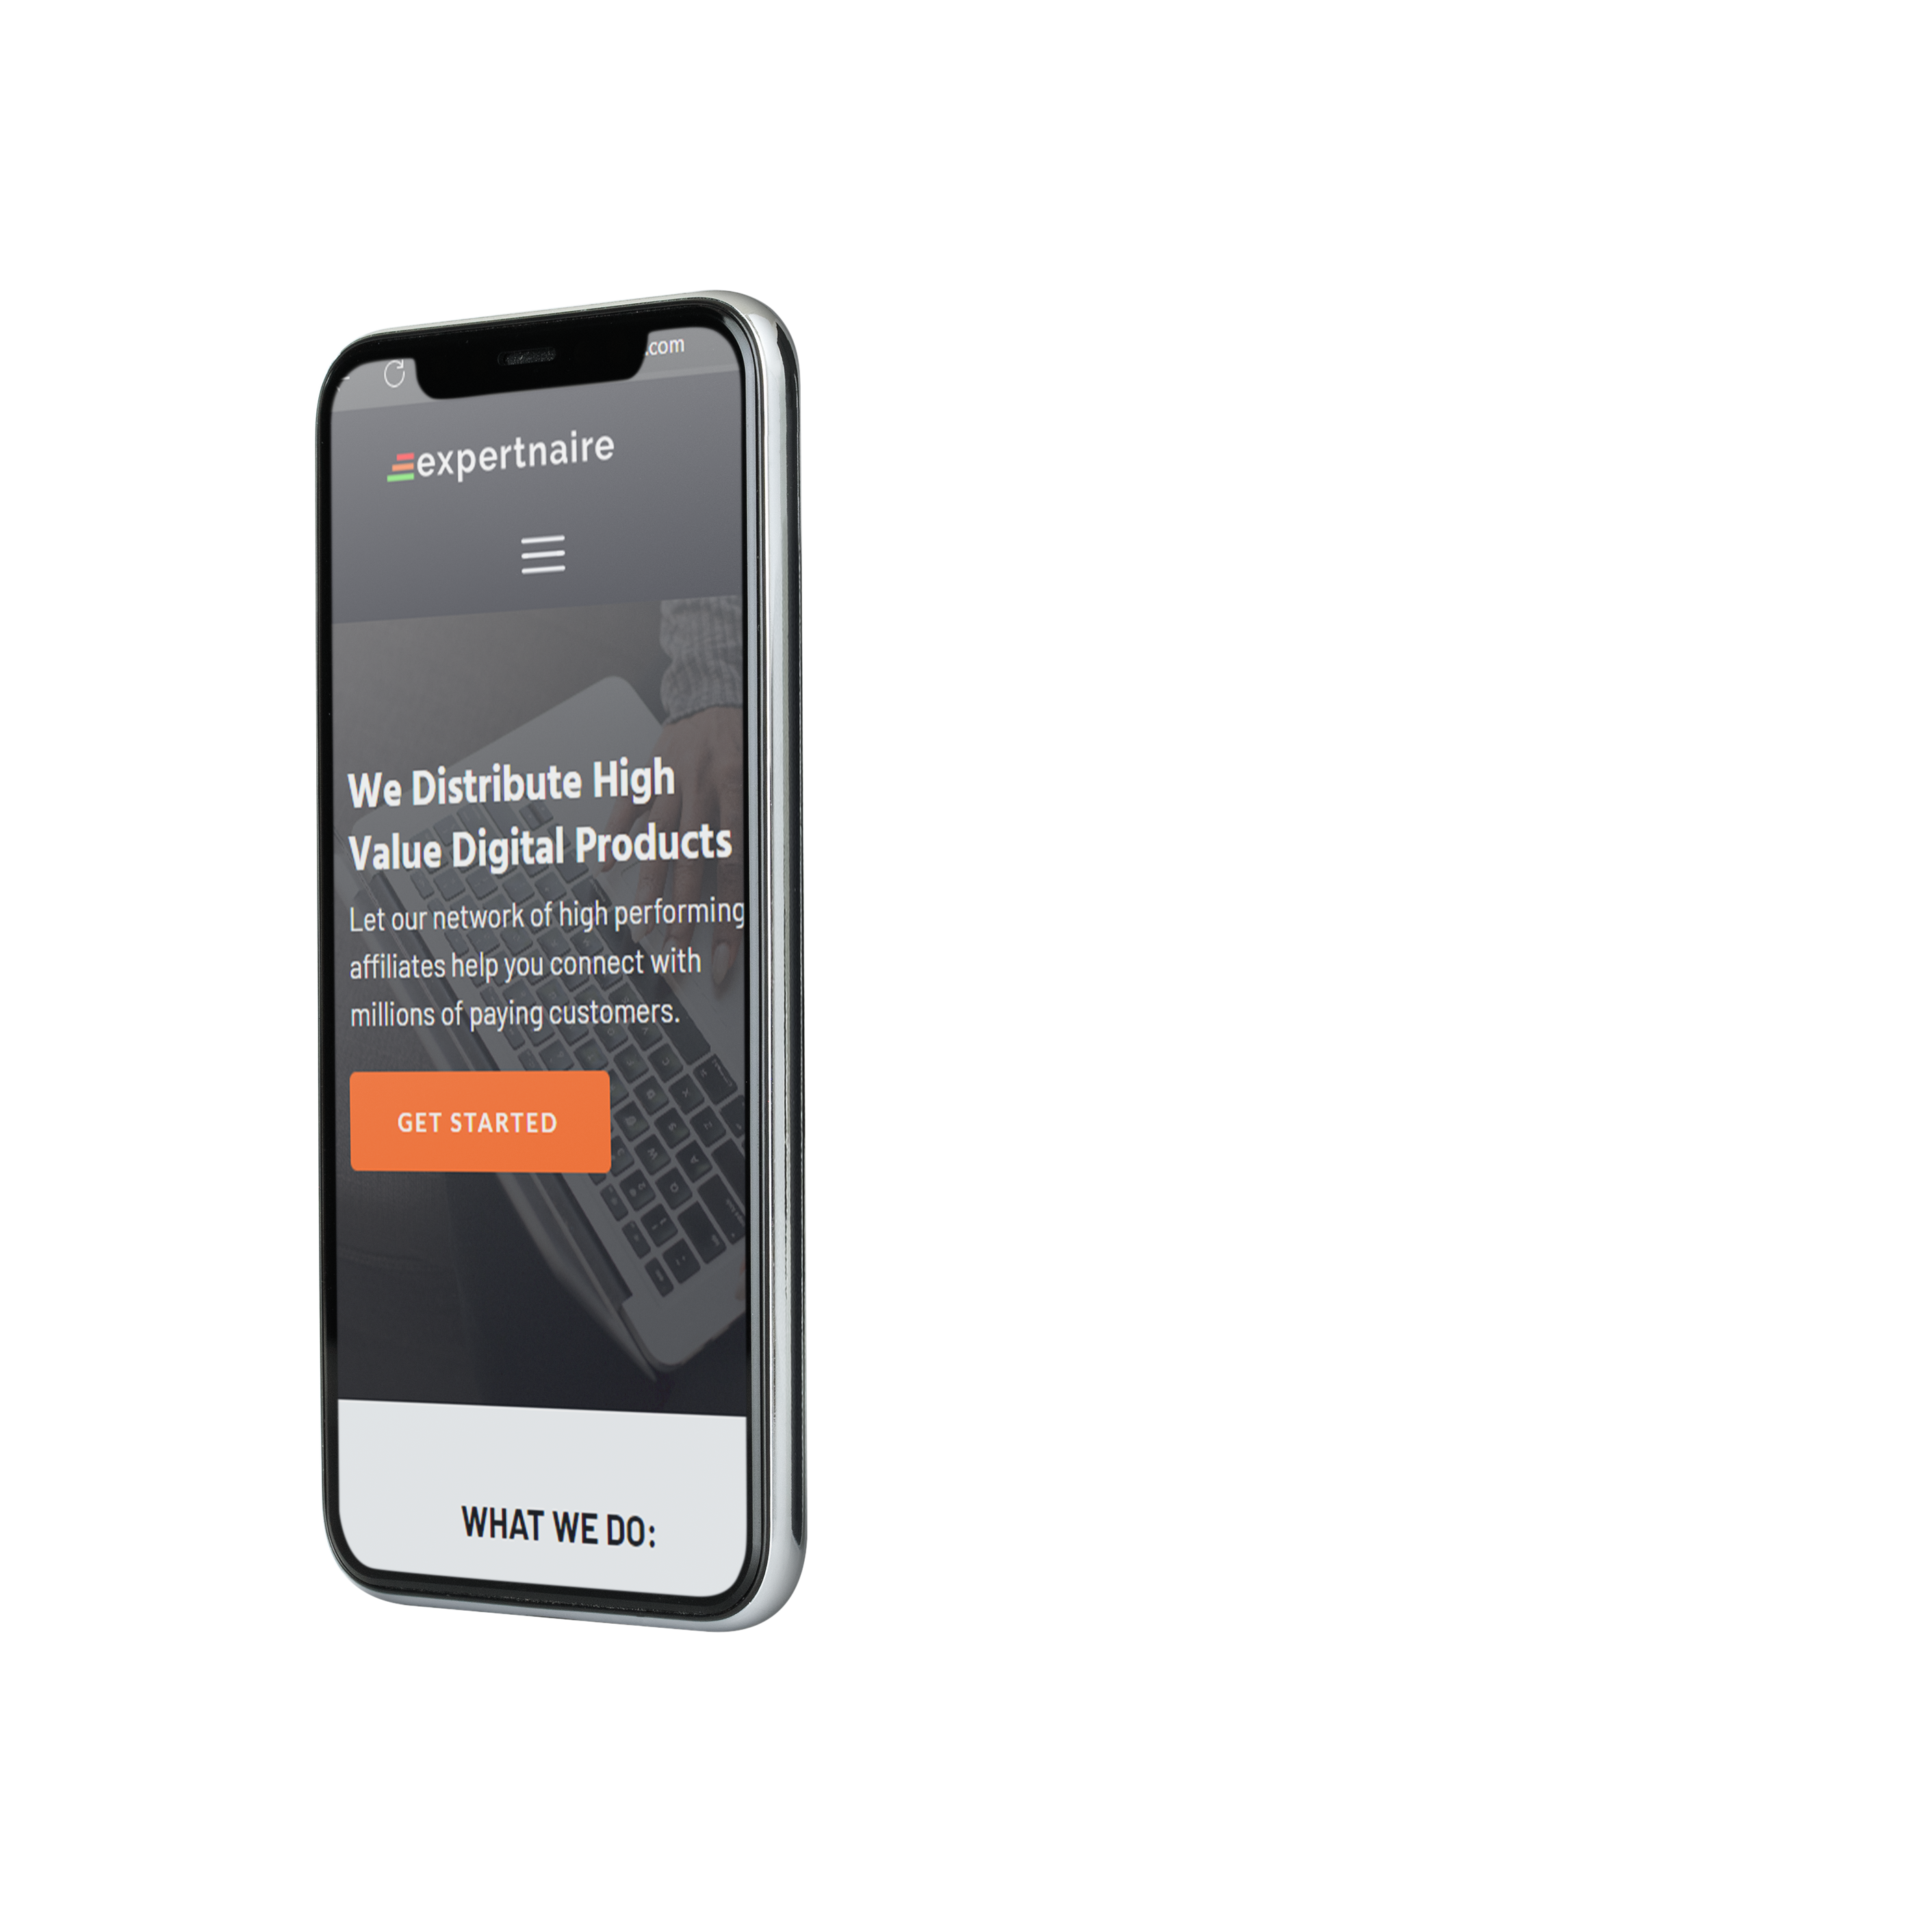 .com
expertnaire
We Distribute High
Value Digital Products
Let our network of high performing
affiliates help you connect with
millions of paying customers.
GET STARTED
WHAT WE DO: